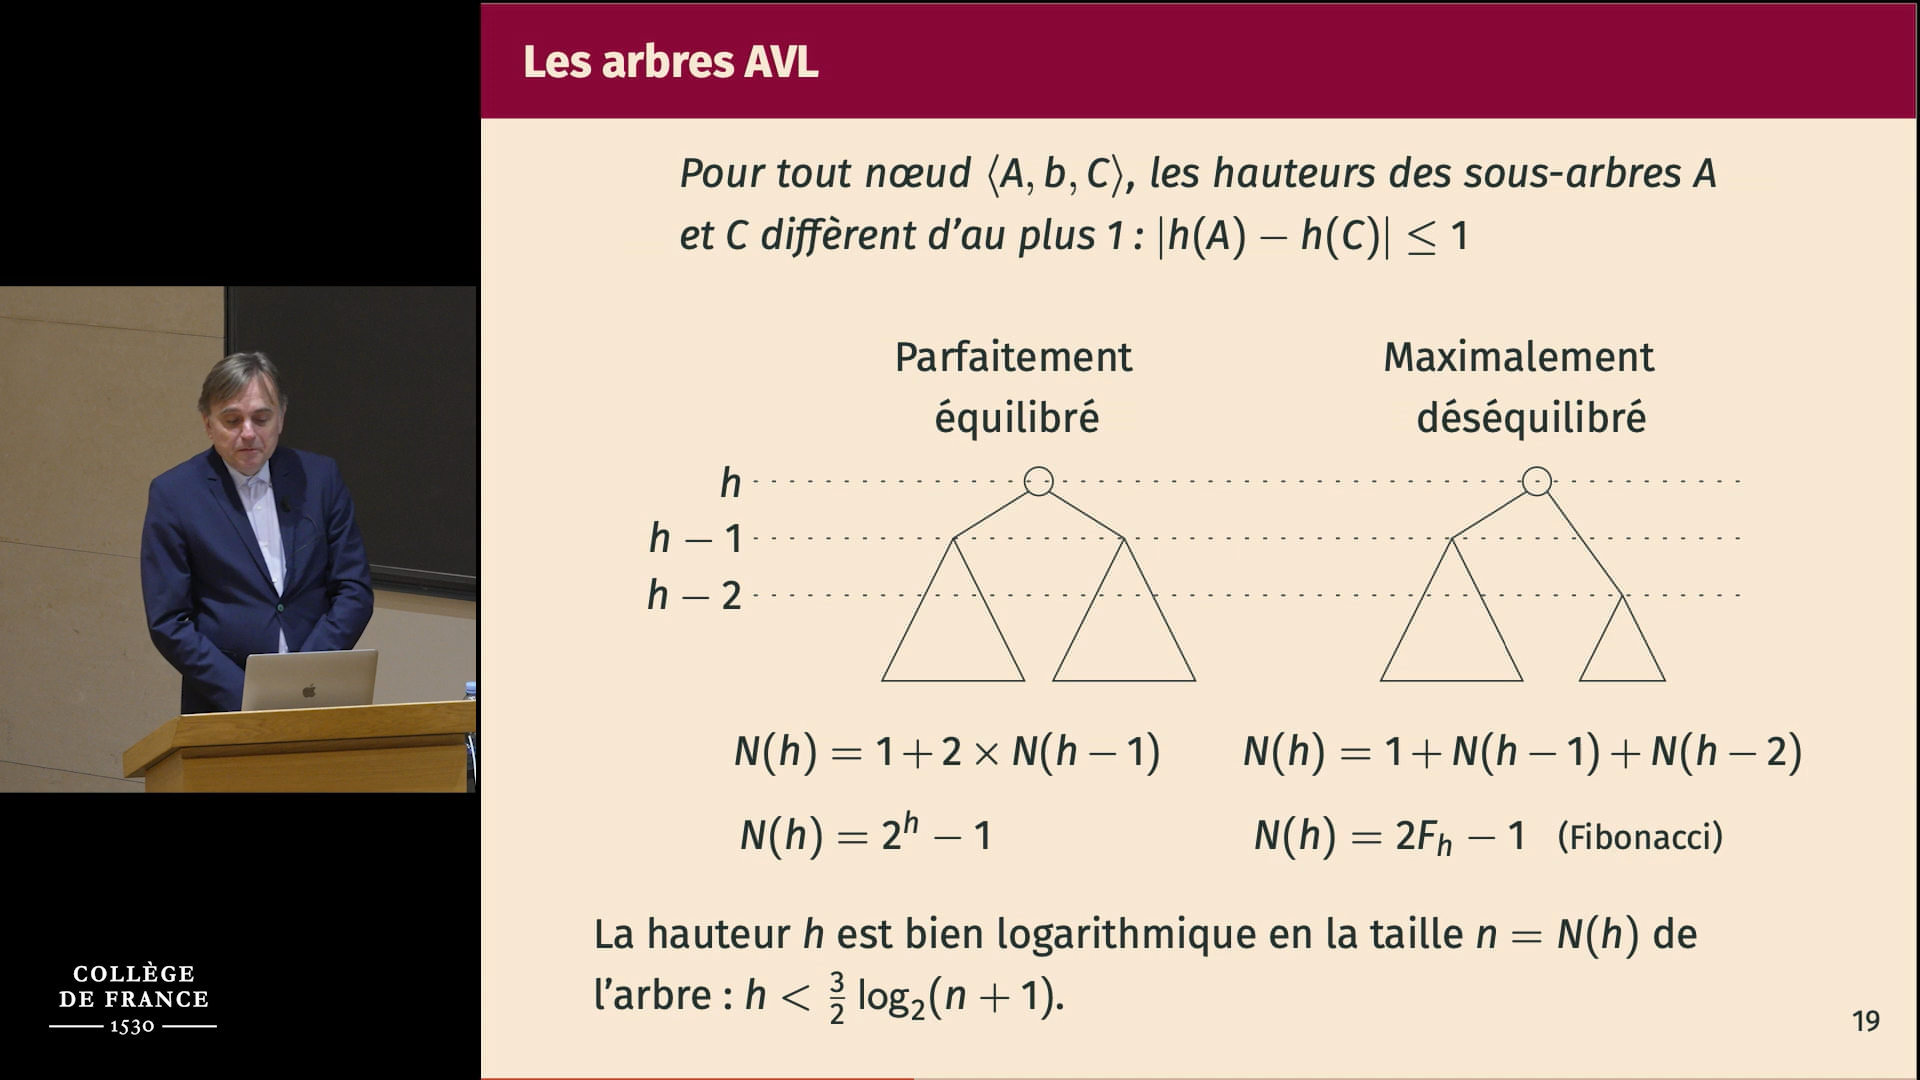 Les arbres AVL
Pour tout nœud ⟨A, b, C⟩, les hauteurs des sous-arbres A
et C diffèrent d’au plus 1 : |h(A) − h(C)| ≤ 1
Parfaitement
équilibré
Maximalement
déséquilibré
h
h − 1
h − 2
N(h) = 1 + 2 × N(h − 1)
N(h) = 2^h − 1
N(h) = 1 + N(h − 1) + N(h − 2)
N(h) = 2F_h − 1 (Fibonacci)
La hauteur h est bien logarithmique en la taille n = N(h) de
l’arbre : h < 3/2 log₂(n + 1).
19
COLLÈGE
DE FRANCE
1530